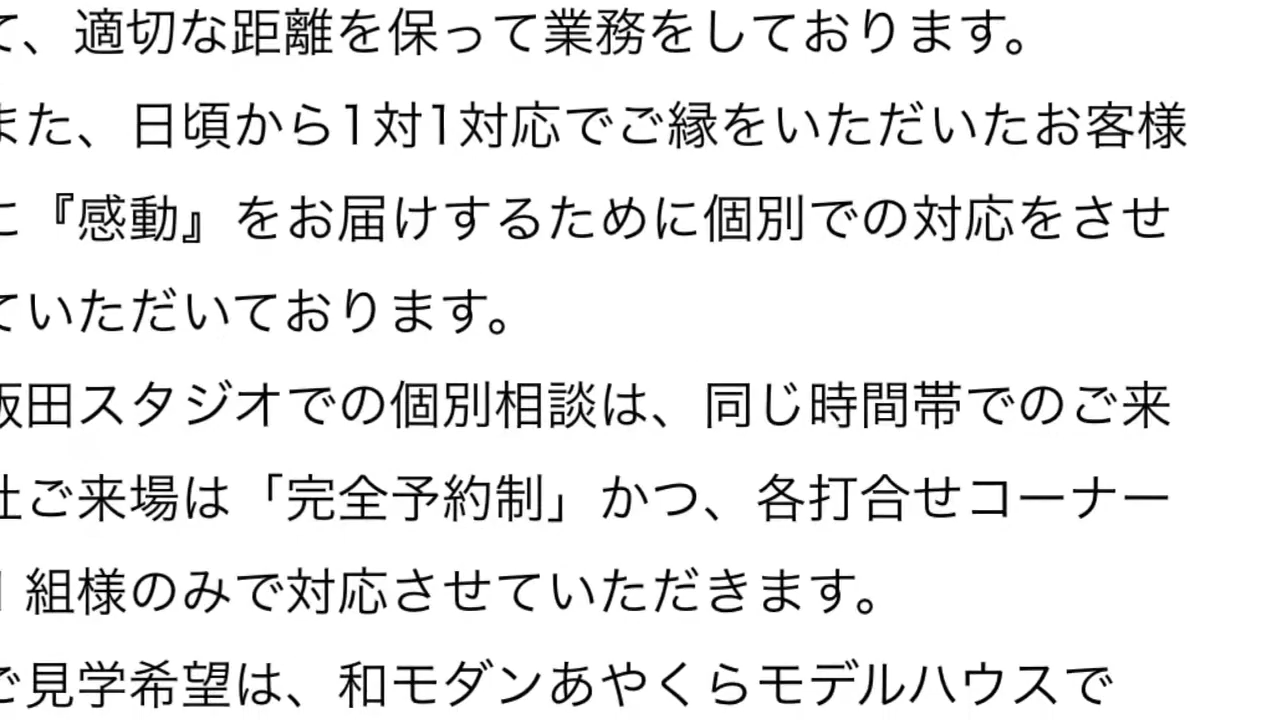 て、適切な距離を保って業務をしております。
また、日頃から1対1対応でご縁をいただいたお客様
に『感動』をお届けするために個別での対応をさせ
ていただいております。
飯田スタジオでの個別相談は、同じ時間帯でのご来
社ご来場は「完全予約制」かつ、各打合せコーナー
1 組様のみで対応させていただきます。
ご見学希望は、和モダンあやくらモデルハウスで